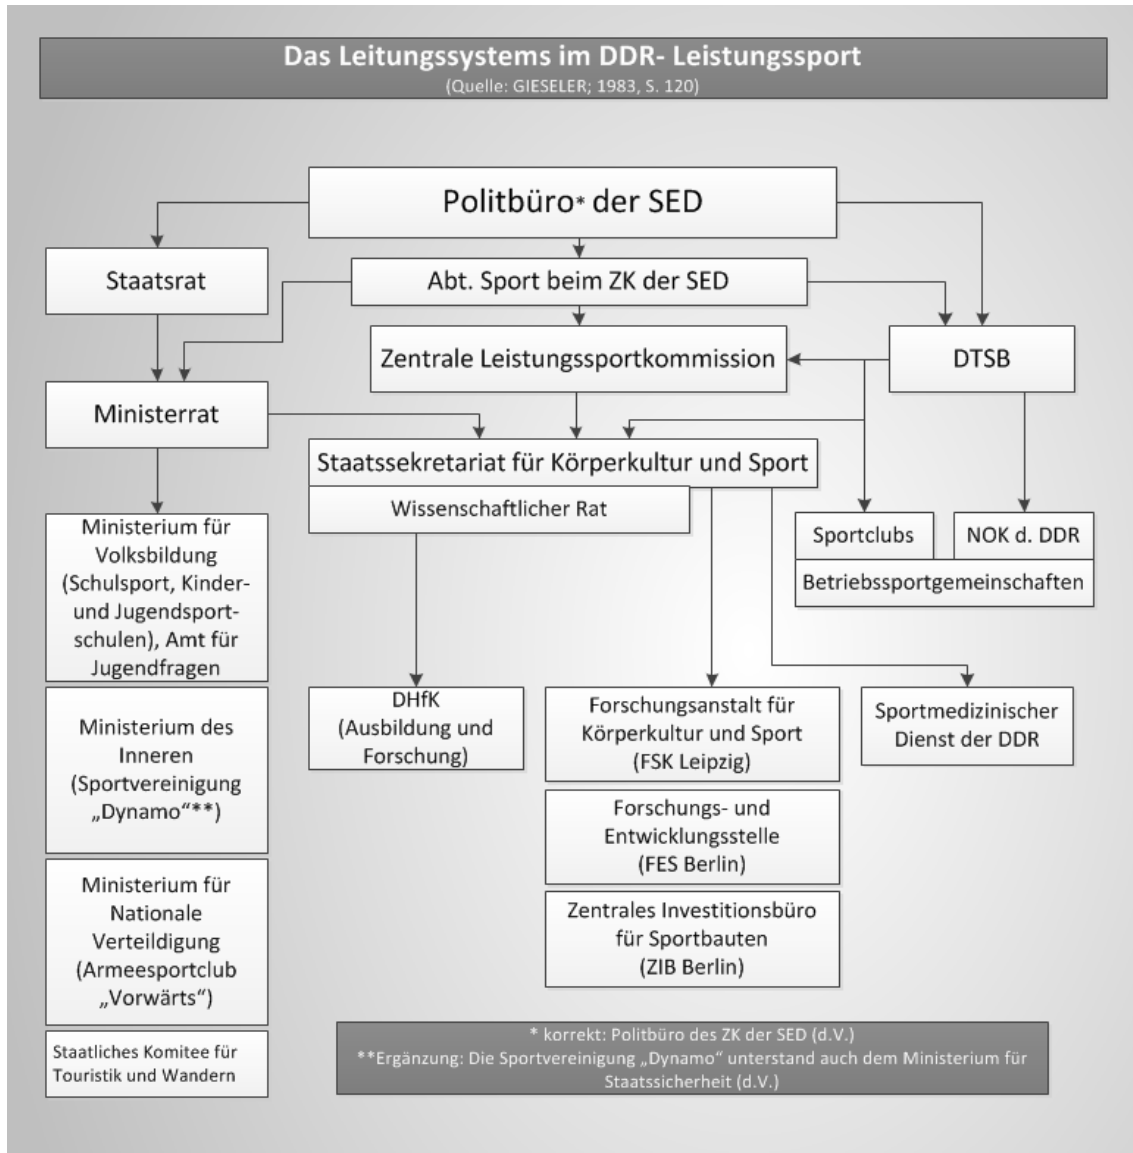 Das Leitungssystems im DDR- Leistungssport
(Quelle: GIESELER; 1983, S. 120)
Politbüro* der SED
Staatsrat
Abt. Sport beim ZK der SED
Zentrale Leistungssportkommission
DTSB
Ministerrat
Staatssekretariat für Körperkultur und Sport
Wissenschaftlicher Rat
Ministerium für
Volksbildung
(Schulsport, Kinder-
und Jugendsport-
schulen), Amt für
Jugendfragen
Sportclubs
NOK d. DDR
Betriebssportgemeinschaften
Ministerium des
Inneren
(Sportvereinigung
„Dynamo“**)
DHfK
(Ausbildung und
Forschung)
Forschungsanstalt für
Körperkultur und Sport
(FSK Leipzig)
Sportmedizinischer
Dienst der DDR
Forschungs- und
Entwicklungsstelle
(FES Berlin)
Ministerium für
Nationale
Verteildigung
(Armeesportclub
„Vorwärts“)
Zentrales Investitionsbüro
für Sportbauten
(ZIB Berlin)
Staatliches Komitee für
Touristik und Wandern
* korrekt: Politbüro des ZK der SED (d.V.)
**Ergänzung: Die Sportvereinigung „Dynamo“ unterstand auch dem Ministerium für
Staatssicherheit (d.V.)